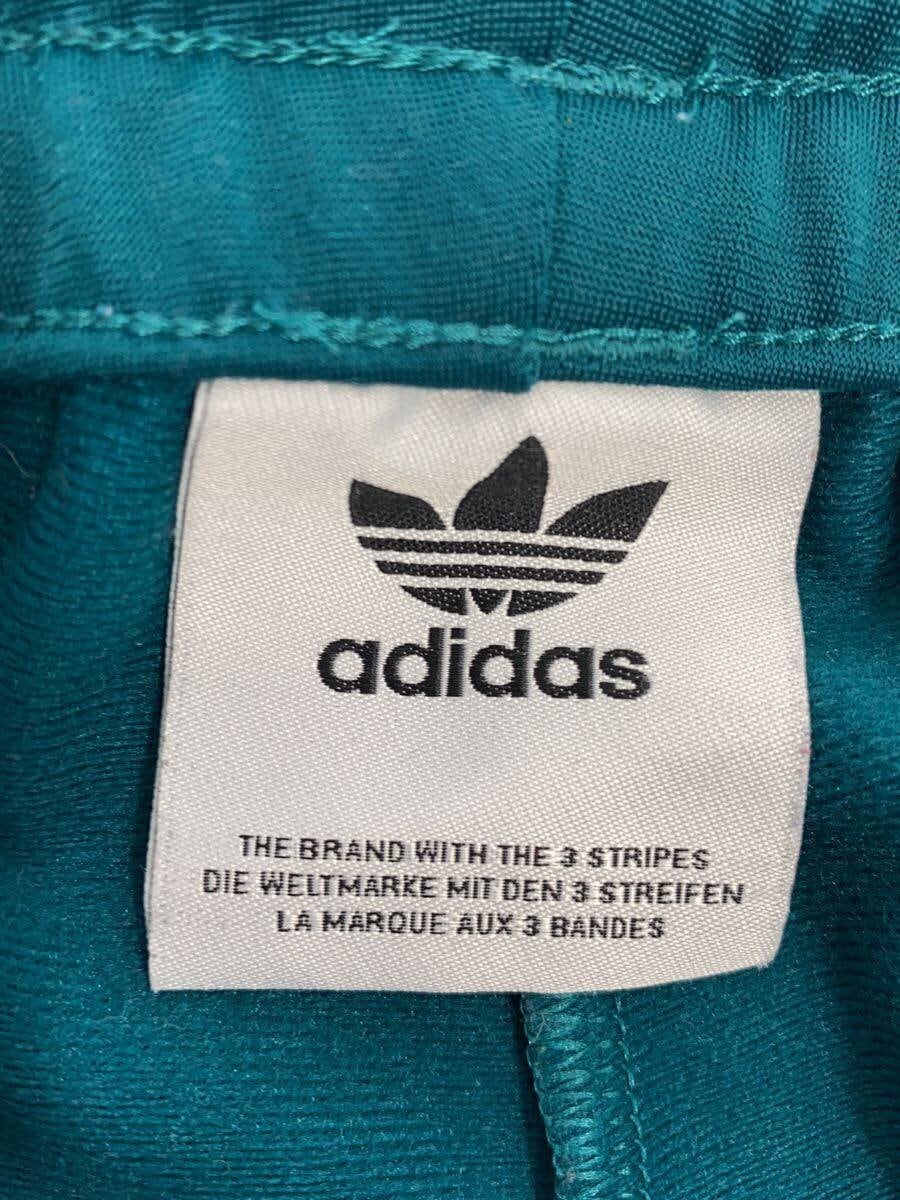 adidas
THE BRAND WITH THE 3 STRIPES
DIE WELTMARKE MIT DEN 3 STREIFEN
LA MARQUE AUX 3 BANDES